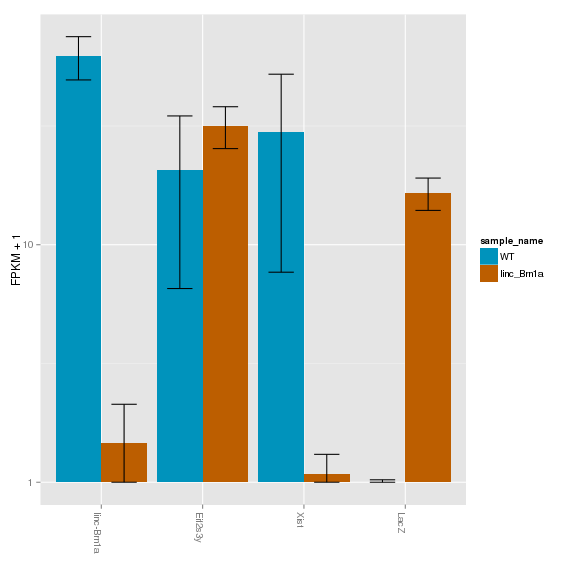 FPKM + 1
10
1
linc-Brn1a
Eif2s3y
Xist
LacZ
sample_name
WT
linc_Brn1a